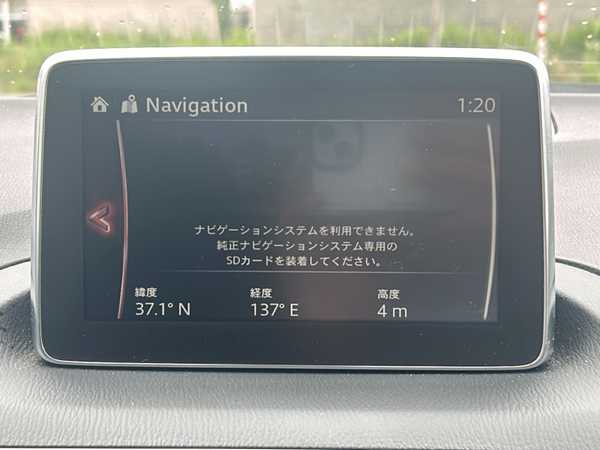 Navigation 1:20
ナビゲーションシステムを利用できません。
純正ナビゲーションシステム専用の
SDカードを装着してください。
緯度 経度 高度
37.1° N 137° E 4 m